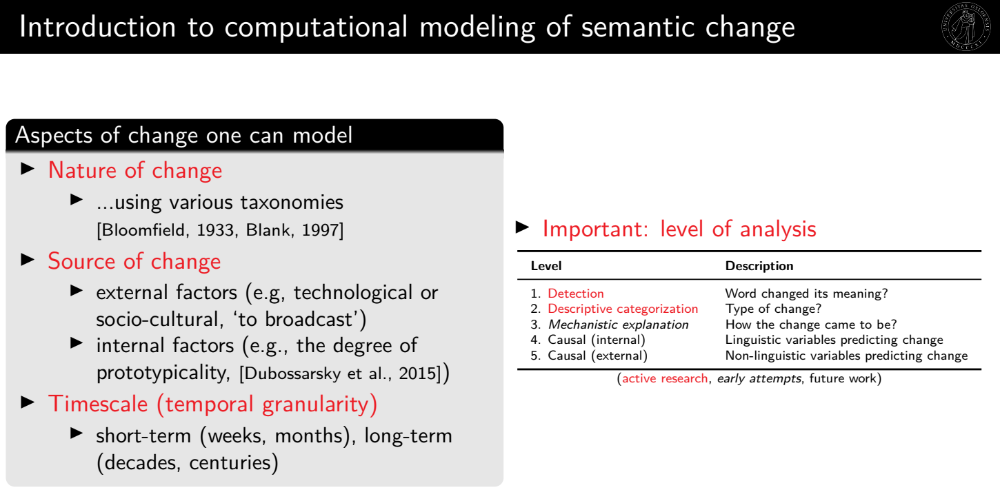 Introduction to computational modeling of semantic change
UNIVERSITAS OSLOENSIS
MDCCCXI
Aspects of change one can model
▶ Nature of change
▶ ...using various taxonomies
[Bloomfield, 1933, Blank, 1997]
▶ Source of change
▶ external factors (e.g, technological or
socio-cultural, ‘to broadcast’)
▶ internal factors (e.g., the degree of
prototypicality, [Dubossarsky et al., 2015])
▶ Timescale (temporal granularity)
▶ short-term (weeks, months), long-term
(decades, centuries)
▶ Important: level of analysis
Level Description
1. Detection Word changed its meaning?
2. Descriptive categorization Type of change?
3. Mechanistic explanation How the change came to be?
4. Causal (internal) Linguistic variables predicting change
5. Causal (external) Non-linguistic variables predicting change
(active research, early attempts, future work)